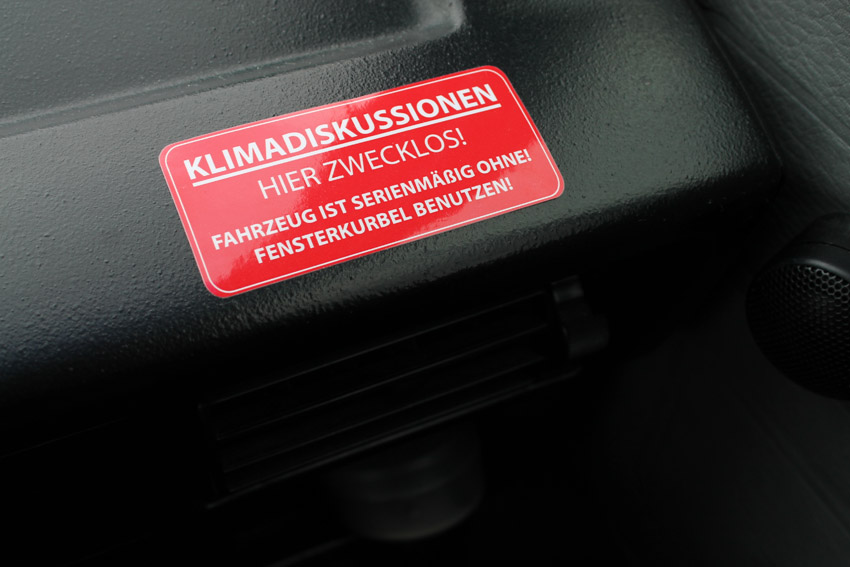 KLIMADISKUSSIONEN
HIER ZWECKLOS!
FAHRZEUG IST SERIENMÄßIG OHNE!
FENSTERKURBEL BENUTZEN!